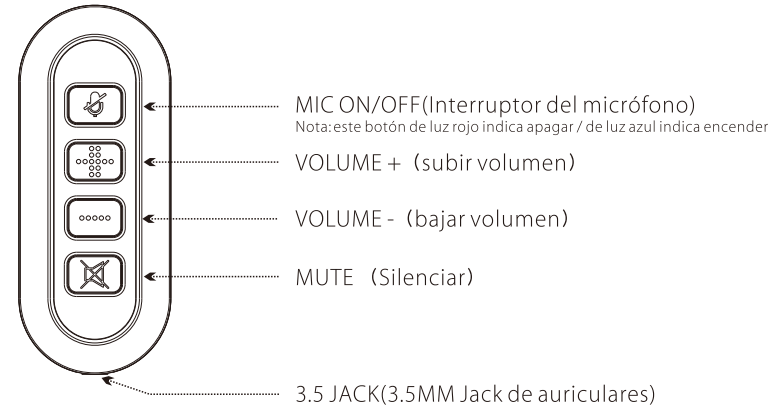 MIC ON/OFF(Interruptor del micrófono)
Nota:este botón de luz rojo indica apagar / de luz azul indica encender
VOLUME +（subir volumen）
VOLUME -（bajar volumen）
MUTE （Silenciar）
3.5 JACK(3.5MM Jack de auriculares)